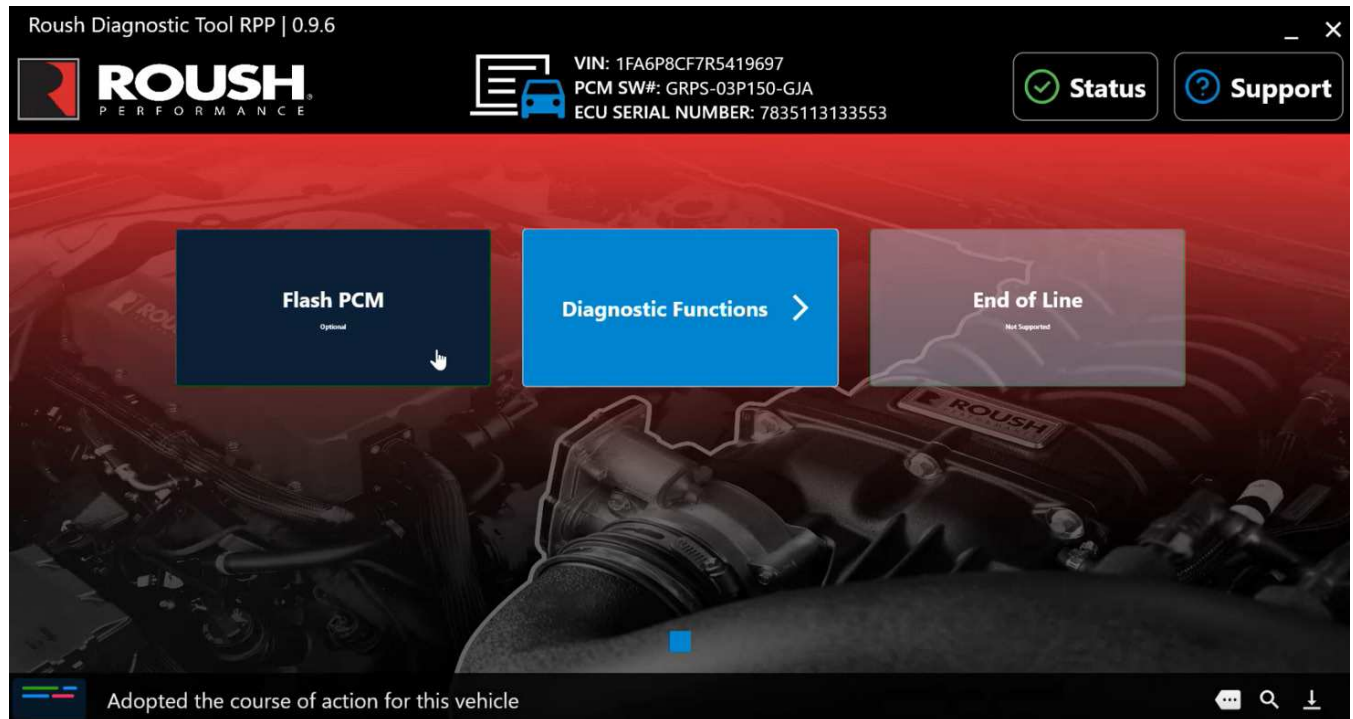 Roush Diagnostic Tool RPP | 0.9.6
ROUSH
PERFORMANCE
VIN: 1FA6P8CF7R5419697
PCM SW#: GRPS-03P150-GJA
ECU SERIAL NUMBER: 7835113133553
Status
Support
Flash PCM
Optional
Diagnostic Functions
End of Line
Not Supported
ROUSH
Adopted the course of action for this vehicle